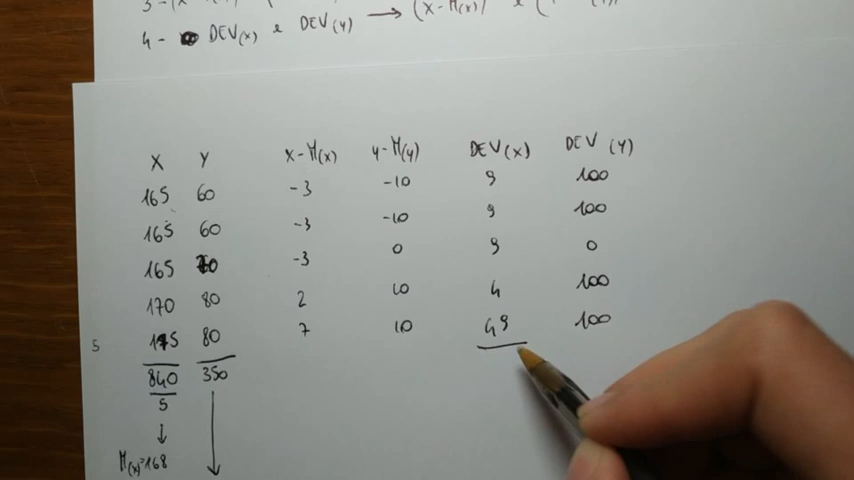 4 - DEV(x) e DEV(y) → (x-M(x))
X Y x-M(x) y-M(y) DEV(x) DEV (y)
165 60 -3 -10 9 100
165 60 -3 -10 9 100
165 70 -3 0 9 0
170 80 2 10 4 100
5 175 80 7 10 49 100
840 350
5
↓ ↓
M(x)=168